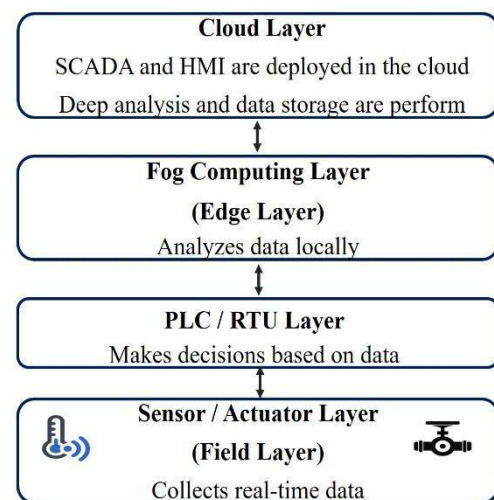 Cloud Layer
SCADA and HMI are deployed in the cloud
Deep analysis and data storage are perform
Fog Computing Layer
(Edge Layer)
Analyzes data locally
PLC / RTU Layer
Makes decisions based on data
Sensor / Actuator Layer
(Field Layer)
Collects real-time data